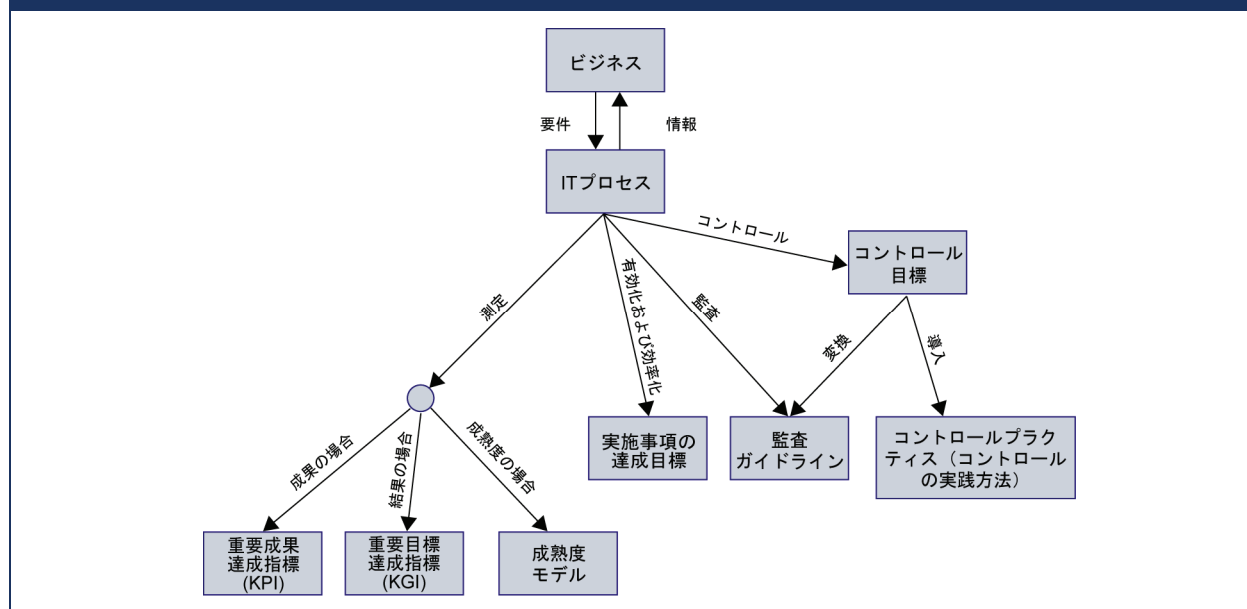 ビジネス
要件
情報
ITプロセス
コントロール
コントロール
目標
測定
有効化および効率化
監査
変換
導入
成果の場合
結果の場合
成熟度の場合
実施事項の
達成目標
監査
ガイドライン
コントロールプラク
ティス（コントロール
の実践方法）
重要成果
達成指標
(KPI)
重要目標
達成指標
(KGI)
成熟度
モデル